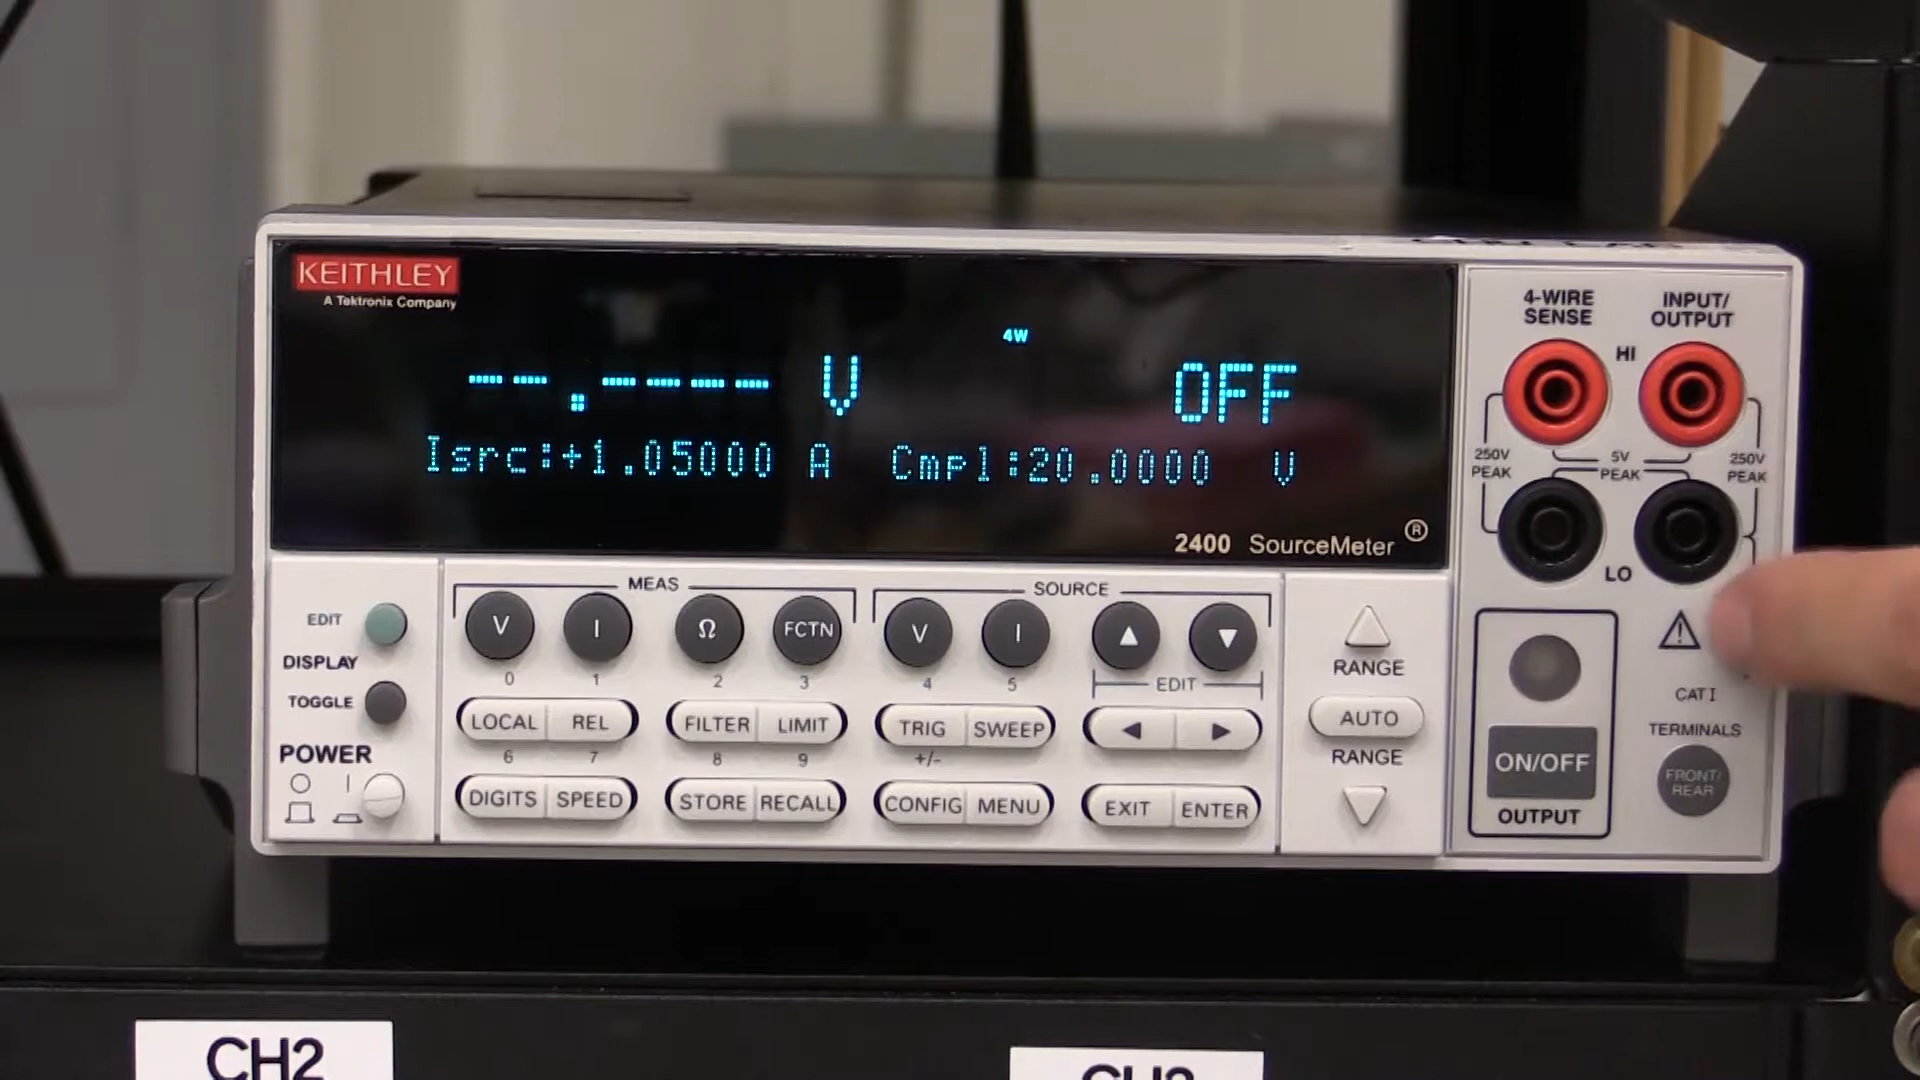 KEITHLEY
A Tektronix Company
4W
--.---- V OFF
Isrc:+1.05000 A Cmpl:20.0000 V
2400 SourceMeter ®
4-WIRE
SENSE
INPUT/
OUTPUT
HI
250V
PEAK
5V
PEAK
250V
PEAK
LO
CAT I
TERMINALS
FRONT/
REAR
ON/OFF
OUTPUT
EDIT
DISPLAY
TOGGLE
POWER
MEAS
V I Ω FCTN
0 1 2 3
LOCAL REL FILTER LIMIT
6 7 8 9
DIGITS SPEED STORE RECALL
SOURCE
V I ▲ ▼
4 5 EDIT
TRIG SWEEP ◀ ▶
+/-
CONFIG MENU EXIT ENTER
RANGE
AUTO
RANGE
CH2